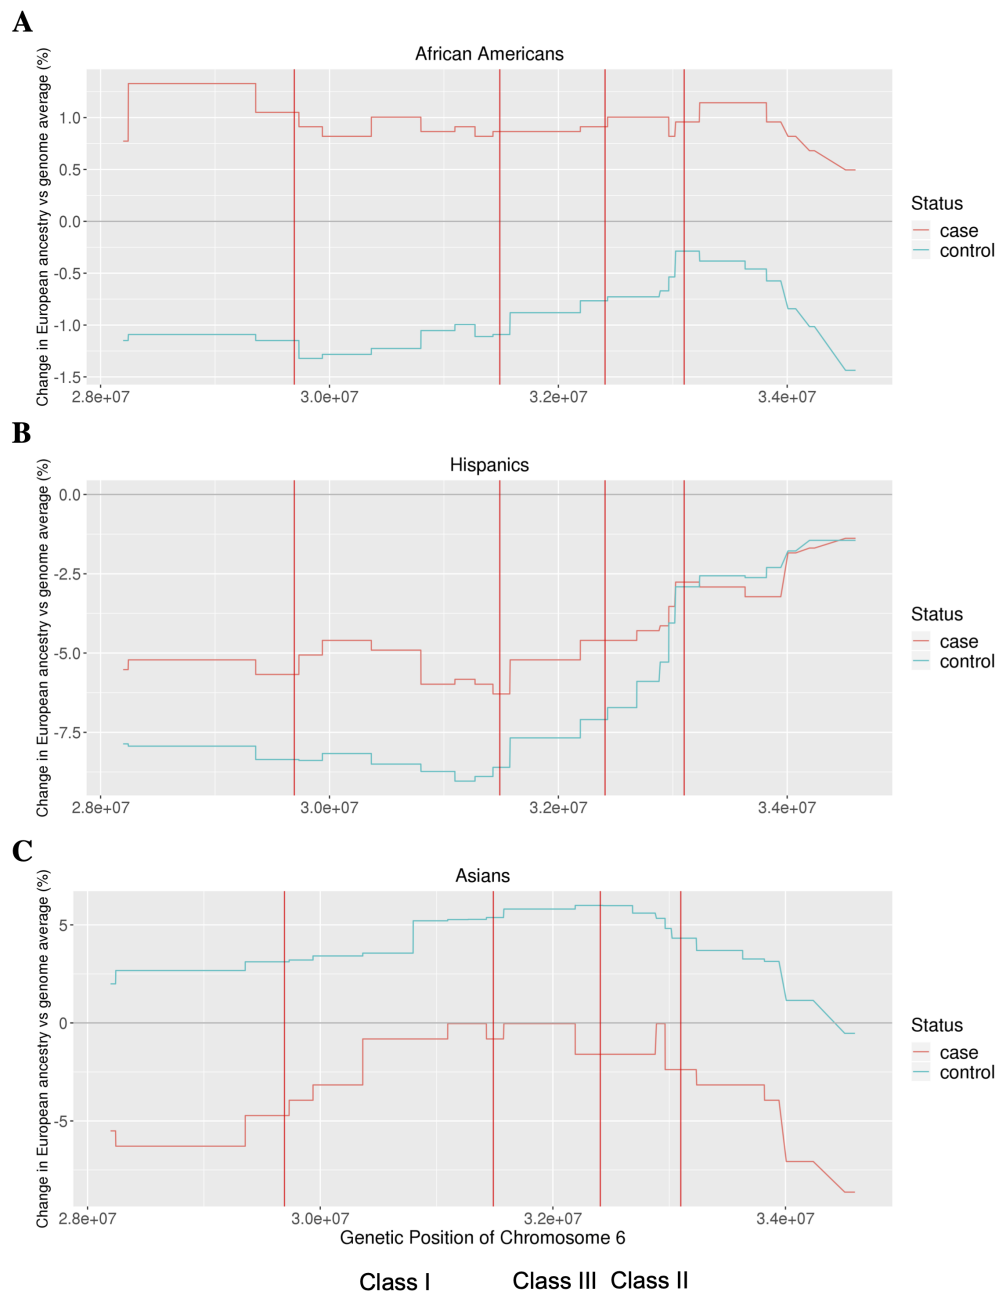 A
African Americans
Change in European ancestry vs genome average (%)
1.0
0.5
0.0
-0.5
-1.0
-1.5
2.8e+07 3.0e+07 3.2e+07 3.4e+07
Status
case
control
B
Hispanics
Change in European ancestry vs genome average (%)
0.0
-2.5
-5.0
-7.5
2.8e+07 3.0e+07 3.2e+07 3.4e+07
Status
case
control
C
Asians
Change in European ancestry vs genome average (%)
5
0
-5
2.8e+07 3.0e+07 3.2e+07 3.4e+07
Status
case
control
Genetic Position of Chromosome 6
Class I Class III Class II